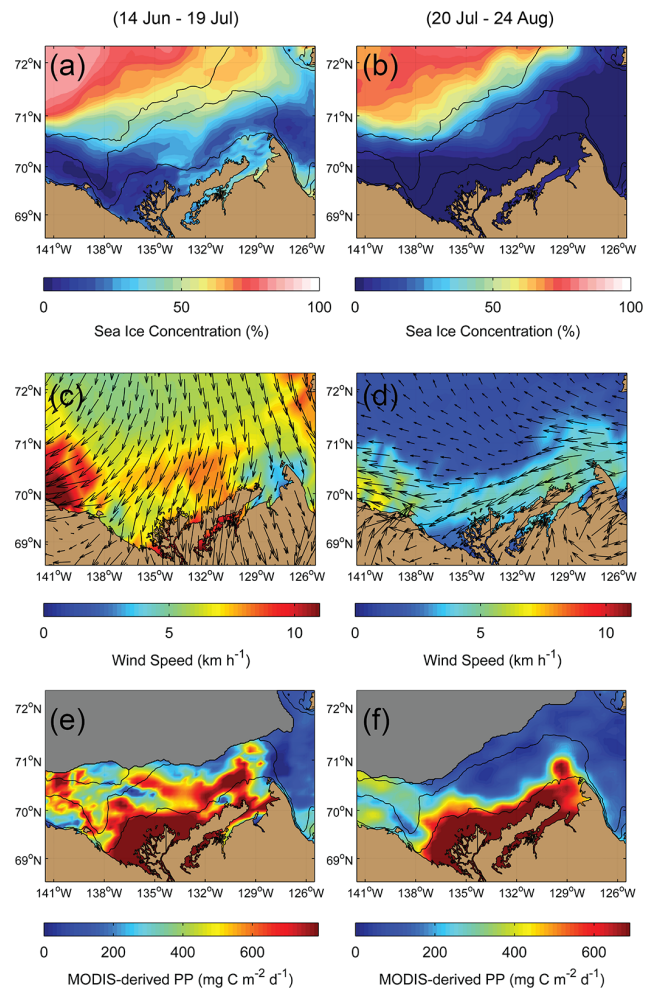 (14 Jun - 19 Jul) (20 Jul - 24 Aug)
(a) (b)
72°N 72°N
71°N 71°N
70°N 70°N
69°N 69°N
141°W 138°W 135°W 132°W 129°W 126°W 141°W 138°W 135°W 132°W 129°W 126°W
0 50 100 0 50 100
Sea Ice Concentration (%) Sea Ice Concentration (%)
(c) (d)
72°N 72°N
71°N 71°N
70°N 70°N
69°N 69°N
141°W 138°W 135°W 132°W 129°W 126°W 141°W 138°W 135°W 132°W 129°W 126°W
0 5 10 0 5 10
Wind Speed (km h⁻¹) Wind Speed (km h⁻¹)
(e) (f)
72°N 72°N
71°N 71°N
70°N 70°N
69°N 69°N
141°W 138°W 135°W 132°W 129°W 126°W 141°W 138°W 135°W 132°W 129°W 126°W
0 200 400 600 0 200 400 600
MODIS-derived PP (mg C m⁻² d⁻¹) MODIS-derived PP (mg C m⁻² d⁻¹)